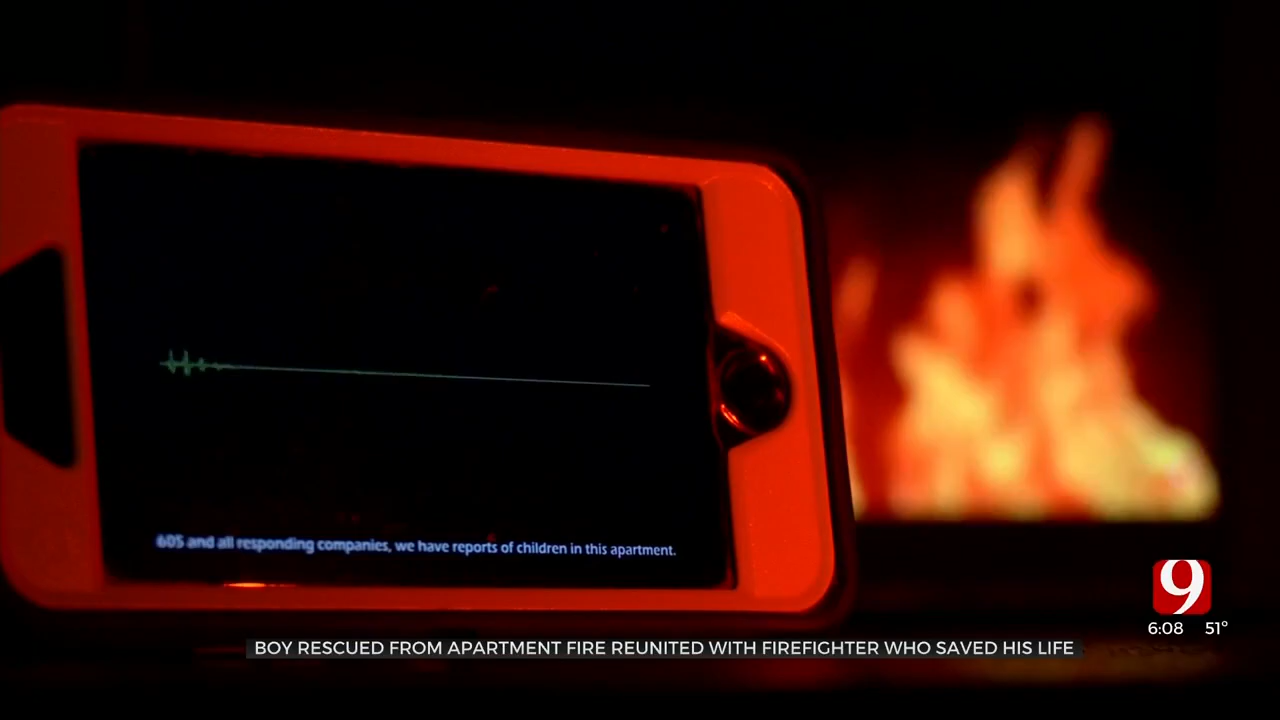 605 and all responding companies, we have reports of children in this apartment.
9
6:08 51°
BOY RESCUED FROM APARTMENT FIRE REUNITED WITH FIREFIGHTER WHO SAVED HIS LIFE